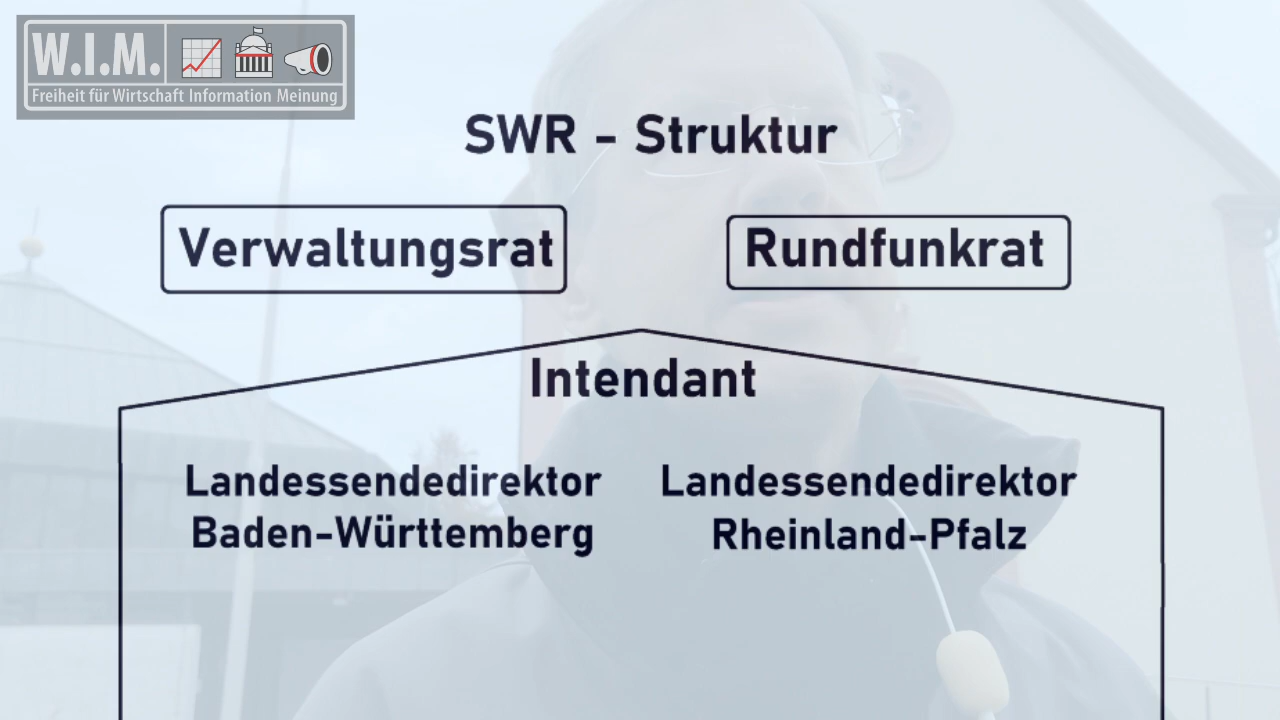 W.I.M.
Freiheit für Wirtschaft Information Meinung
SWR - Struktur
Verwaltungsrat
Rundfunkrat
Intendant
Landessendedirektor
Baden-Württemberg
Landessendedirektor
Rheinland-Pfalz